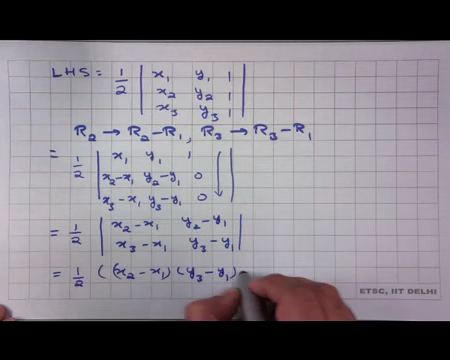 LHS = 1/2 | x₁ y₁ 1 |
| x₂ y₂ 1 |
| x₃ y₃ 1 |
R₂ → R₂ – R₁, R₃ → R₃ – R₁
= 1/2 | x₁ y₁ 1 |
| x₂ – x₁ y₂ – y₁ 0 |
| x₃ – x₁ y₃ – y₁ 0 |
= 1/2 | x₂ – x₁ y₂ – y₁ |
| x₃ – x₁ y₃ – y₁ |
= 1/2 ( (x₂ – x₁) (y₃ – y₁)
ETSC, IIT DELHI